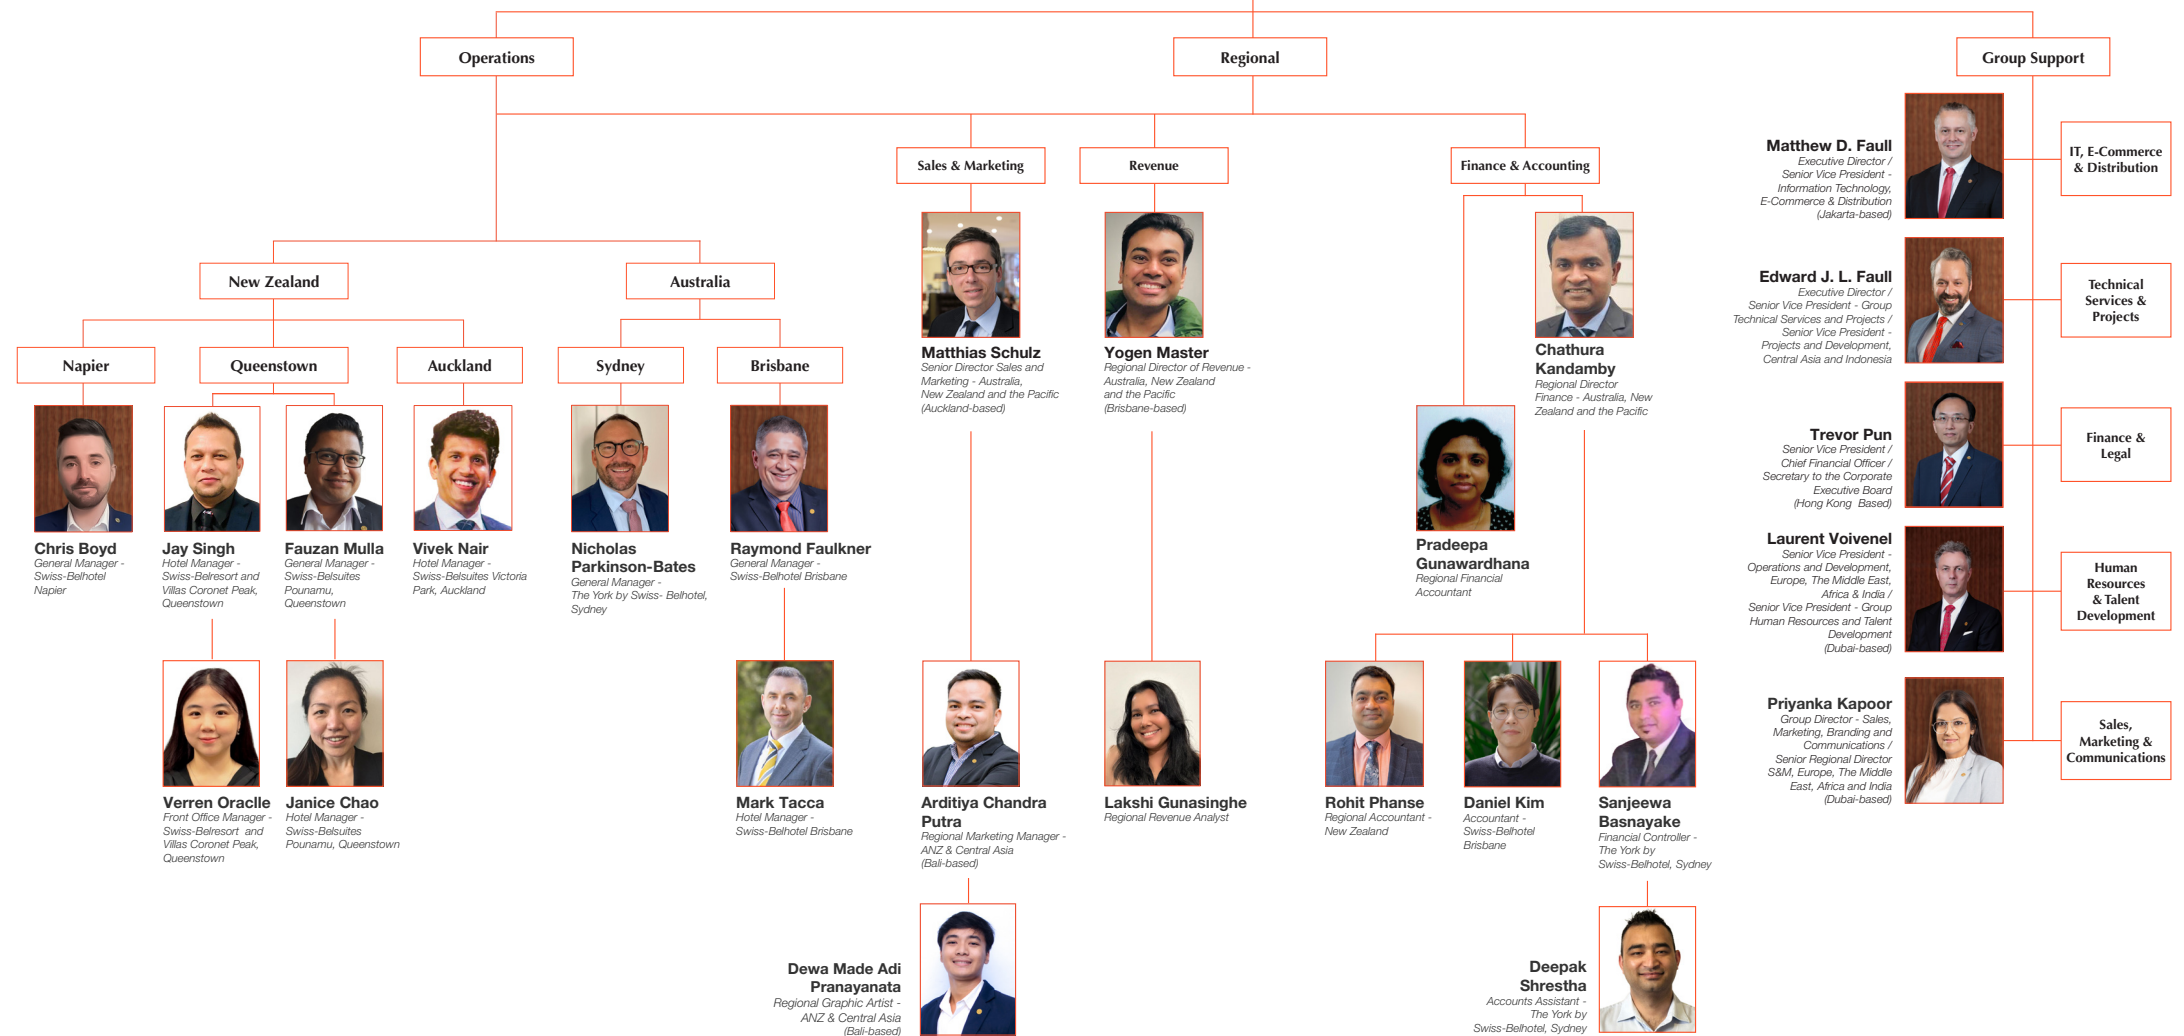 Operations
Regional
Group Support
Sales & Marketing
Revenue
Finance & Accounting
New Zealand
Australia
Napier
Queenstown
Auckland
Sydney
Brisbane
Chris Boyd
General Manager -
Swiss-Belhotel
Napier
Jay Singh
Hotel Manager -
Swiss-Belresort and
Villas Coronet Peak,
Queenstown
Fauzan Mulla
General Manager -
Swiss-Belsuites
Pounamu,
Queenstown
Vivek Nair
Hotel Manager -
Swiss-Belsuites Victoria
Park, Auckland
Nicholas
Parkinson-Bates
General Manager -
The York by Swiss- Belhotel,
Sydney
Raymond Faulkner
General Manager -
Swiss-Belhotel Brisbane
Verren Oraclle
Front Office Manager -
Swiss-Belresort and
Villas Coronet Peak,
Queenstown
Janice Chao
Hotel Manager -
Swiss-Belsuites
Pounamu, Queenstown
Mark Tacca
Hotel Manager -
Swiss-Belhotel Brisbane
Matthias Schulz
Senior Director Sales and
Marketing - Australia,
New Zealand and the Pacific
(Auckland-based)
Arditiya Chandra
Putra
Regional Marketing Manager -
ANZ & Central Asia
(Bali-based)
Dewa Made Adi
Pranayanata
Regional Graphic Artist -
ANZ & Central Asia
(Bali-based)
Yogen Master
Regional Director of Revenue -
Australia, New Zealand
and the Pacific
(Brisbane-based)
Lakshi Gunasinghe
Regional Revenue Analyst
Pradeepa
Gunawardhana
Regional Financial
Accountant
Chathura
Kandamby
Regional Director
Finance - Australia, New
Zealand and the Pacific
Rohit Phanse
Regional Accountant -
New Zealand
Daniel Kim
Accountant -
Swiss-Belhotel
Brisbane
Sanjeewa
Basnayake
Financial Controller -
The York by
Swiss-Belhotel, Sydney
Deepak
Shrestha
Accounts Assistant -
The York by
Swiss-Belhotel, Sydney
Matthew D. Faull
Executive Director /
Senior Vice President -
Information Technology,
E-Commerce & Distribution
(Jakarta-based)
IT, E-Commerce
& Distribution
Edward J. L. Faull
Executive Director /
Senior Vice President - Group
Technical Services and Projects /
Senior Vice President -
Projects and Development,
Central Asia and Indonesia
Technical
Services &
Projects
Trevor Pun
Senior Vice President /
Chief Financial Officer /
Secretary to the Corporate
Executive Board
(Hong Kong Based)
Finance &
Legal
Laurent Voivenel
Senior Vice President -
Operations and Development,
Europe, The Middle East,
Africa & India /
Senior Vice President - Group
Human Resources and Talent
Development
(Dubai-based)
Human
Resources
& Talent
Development
Priyanka Kapoor
Group Director - Sales,
Marketing, Branding and
Communications /
Senior Regional Director
S&M, Europe, The Middle
East, Africa and India
(Dubai-based)
Sales,
Marketing &
Communications